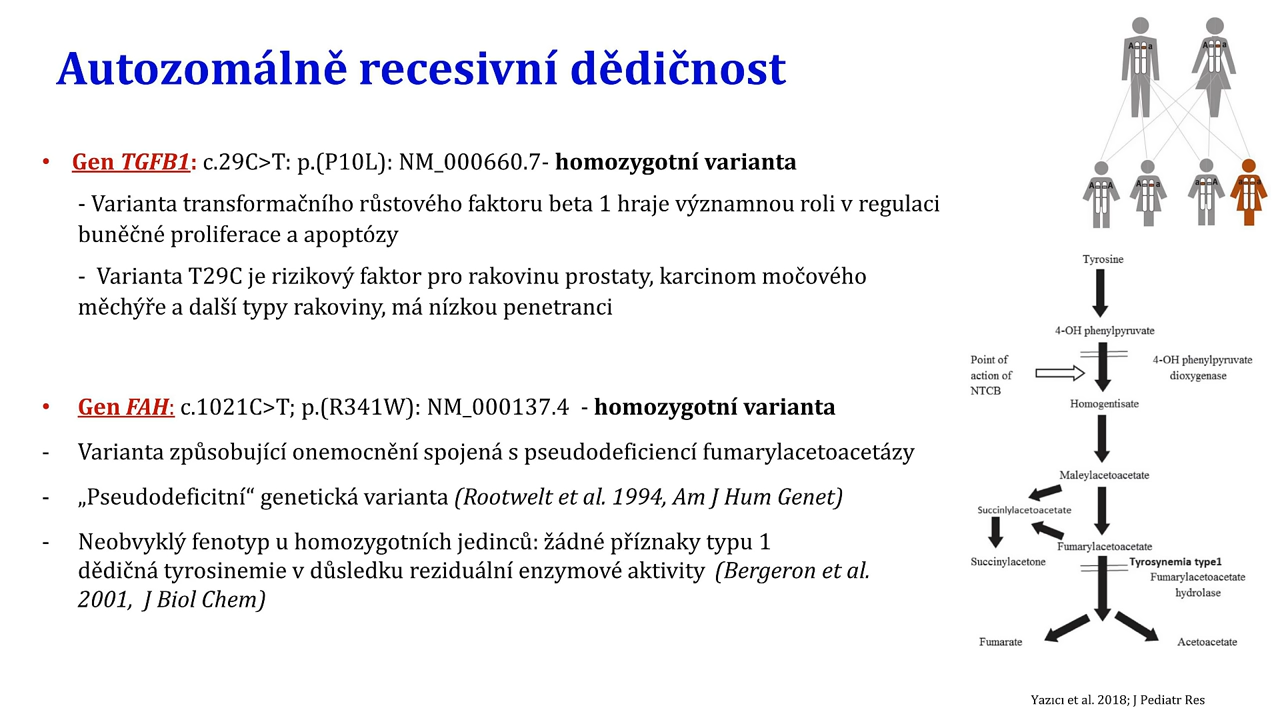 Autozomálně recesivní dědičnost
• Gen TGFB1: c.29C>T: p.(P10L): NM_000660.7- homozygotní varianta
- Varianta transformačního růstového faktoru beta 1 hraje významnou roli v regulaci
buněčné proliferace a apoptózy
- Varianta T29C je rizikový faktor pro rakovinu prostaty, karcinom močového
měchýře a další typy rakoviny, má nízkou penetranci
• Gen FAH: c.1021C>T; p.(R341W): NM_000137.4 - homozygotní varianta
- Varianta způsobující onemocnění spojená s pseudodeficiencí fumarylacetoacetázy
- „Pseudodeficitní“ genetická varianta (Rootwelt et al. 1994, Am J Hum Genet)
- Neobvyklý fenotyp u homozygotních jedinců: žádné příznaky typu 1
dědičná tyrosinemie v důsledku reziduální enzymové aktivity (Bergeron et al.
2001, J Biol Chem)
A a A a
A A A a a A a a
Tyrosine
4-OH phenylpyruvate
Point of
action of
NTCB
4-OH phenylpyruvate
dioxygenase
Homogentisate
Maleylacetoacetate
Succinlylacetoacetate
Fumarylacetoacetate
Succinylacetone
Tyrosynemia type1
Fumarylacetoacetate
hydrolase
Fumarate
Acetoacetate
Yazıcı et al. 2018; J Pediatr Res